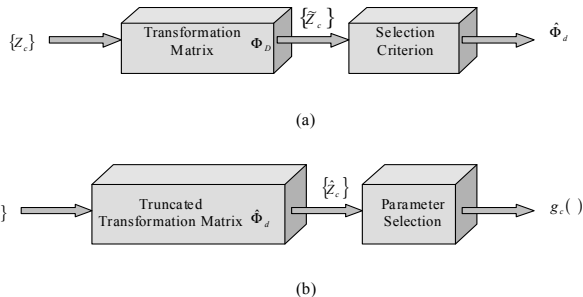 {Z_c}
Transformation
Matrix Φ_D
{Z̃_c}
Selection
Criterion
Φ̂_d
(a)
}
Truncated
Transformation Matrix Φ̂_d
{Ẑ_c}
Parameter
Selection
g_c( )
(b)